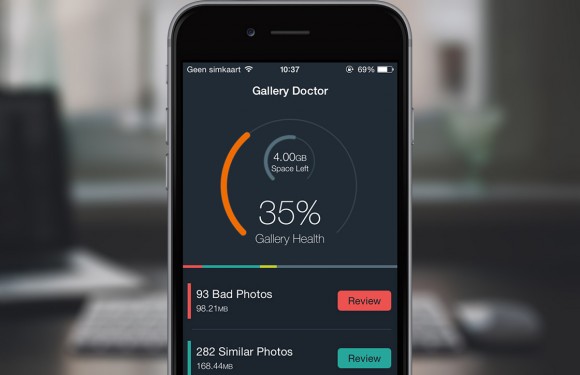 Geen simkaart 10:37 69%
Gallery Doctor
4.00GB
Space Left
35%
Gallery Health
93 Bad Photos
98.21MB
Review
282 Similar Photos
168.44MB
Review